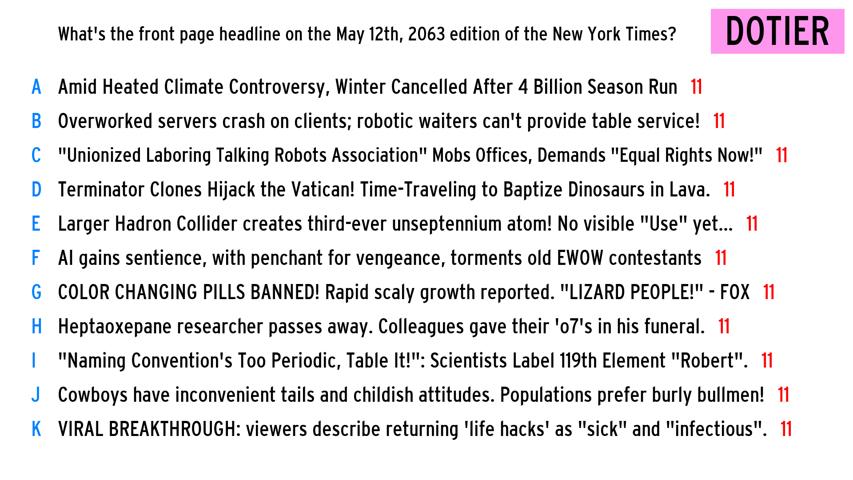 What's the front page headline on the May 12th, 2063 edition of the New York Times?
DOTIER
A Amid Heated Climate Controversy, Winter Cancelled After 4 Billion Season Run 11
B Overworked servers crash on clients; robotic waiters can't provide table service! 11
C "Unionized Laboring Talking Robots Association" Mobs Offices, Demands "Equal Rights Now!" 11
D Terminator Clones Hijack the Vatican! Time-Traveling to Baptize Dinosaurs in Lava. 11
E Larger Hadron Collider creates third-ever unseptennium atom! No visible "Use" yet... 11
F AI gains sentience, with penchant for vengeance, torments old EWOW contestants 11
G COLOR CHANGING PILLS BANNED! Rapid scaly growth reported. "LIZARD PEOPLE!" - FOX 11
H Heptaoxepane researcher passes away. Colleagues gave their 'o7's in his funeral. 11
I "Naming Convention's Too Periodic, Table It!": Scientists Label 119th Element "Robert". 11
J Cowboys have inconvenient tails and childish attitudes. Populations prefer burly bullmen! 11
K VIRAL BREAKTHROUGH: viewers describe returning 'life hacks' as "sick" and "infectious". 11